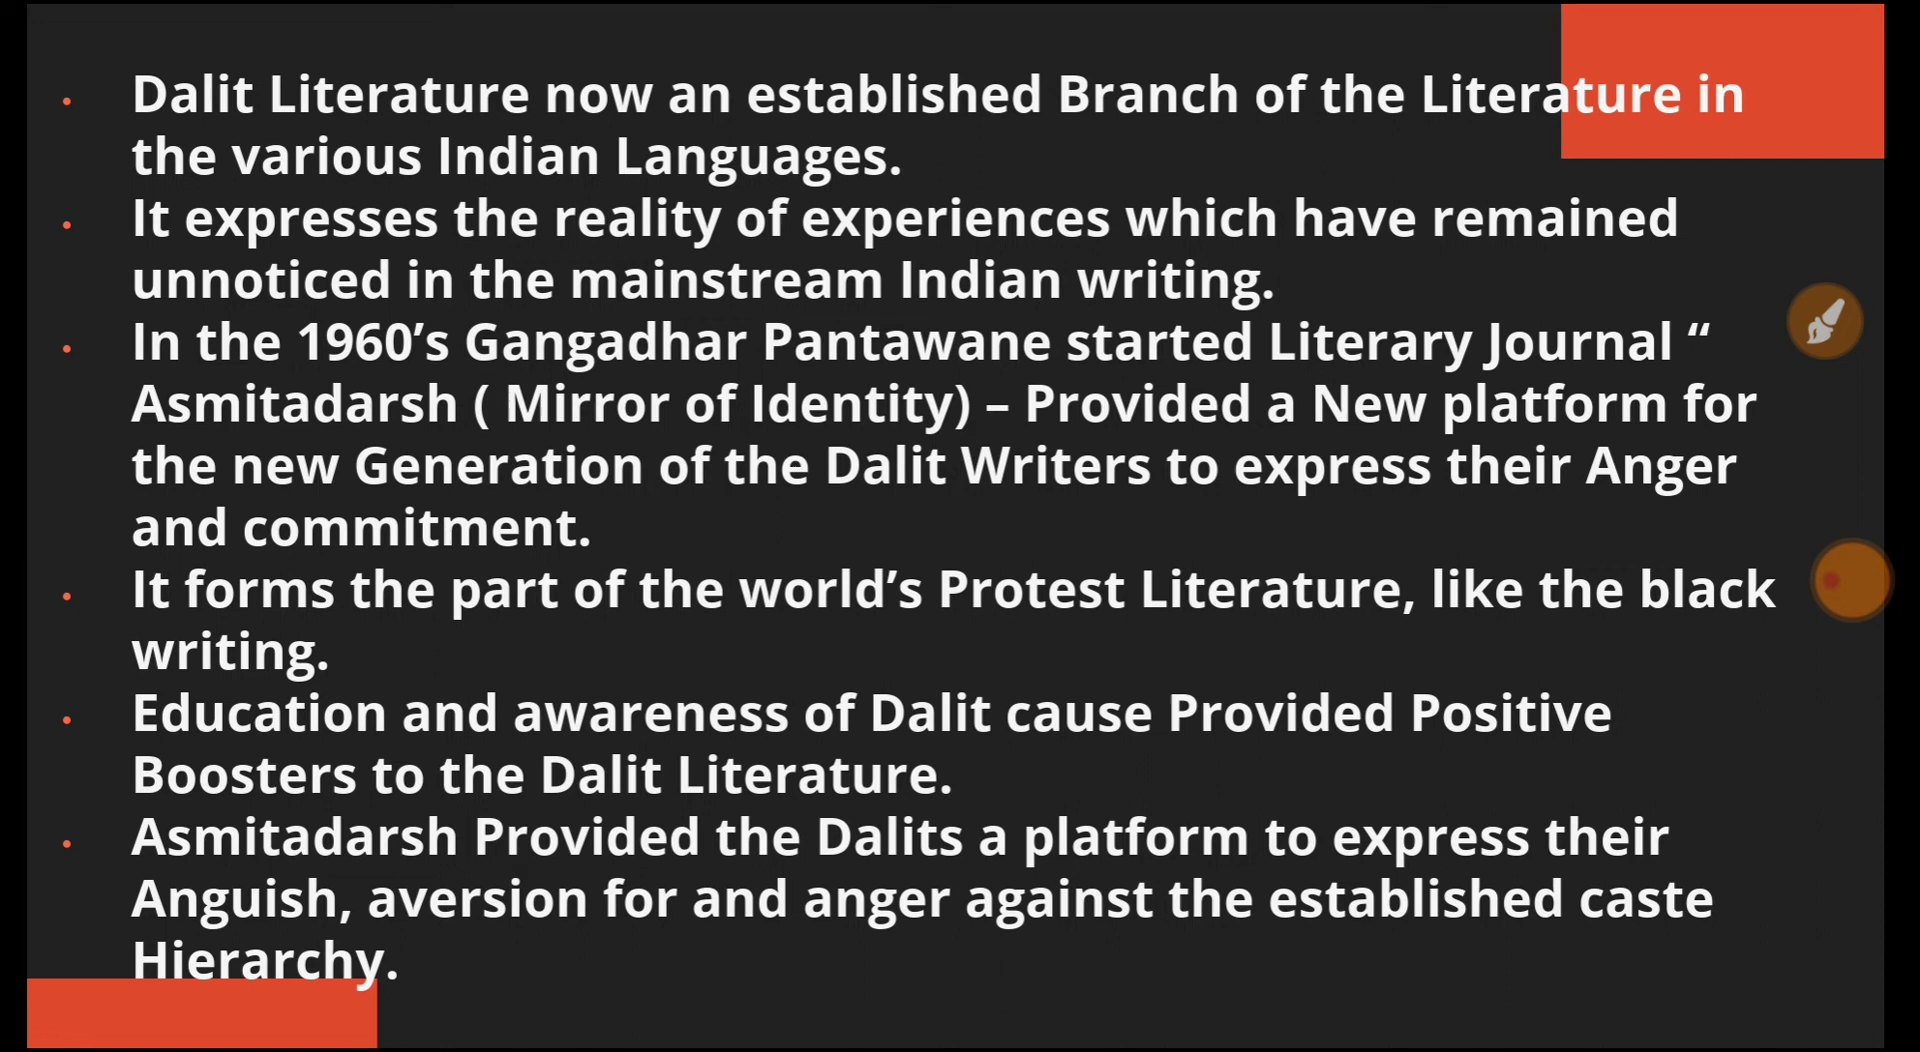 • Dalit Literature now an established Branch of the Literature in
the various Indian Languages.
• It expresses the reality of experiences which have remained
unnoticed in the mainstream Indian writing.
• In the 1960’s Gangadhar Pantawane started Literary Journal “
Asmitadarsh ( Mirror of Identity) – Provided a New platform for
the new Generation of the Dalit Writers to express their Anger
and commitment.
• It forms the part of the world’s Protest Literature, like the black
writing.
• Education and awareness of Dalit cause Provided Positive
Boosters to the Dalit Literature.
• Asmitadarsh Provided the Dalits a platform to express their
Anguish, aversion for and anger against the established caste
Hierarchy.